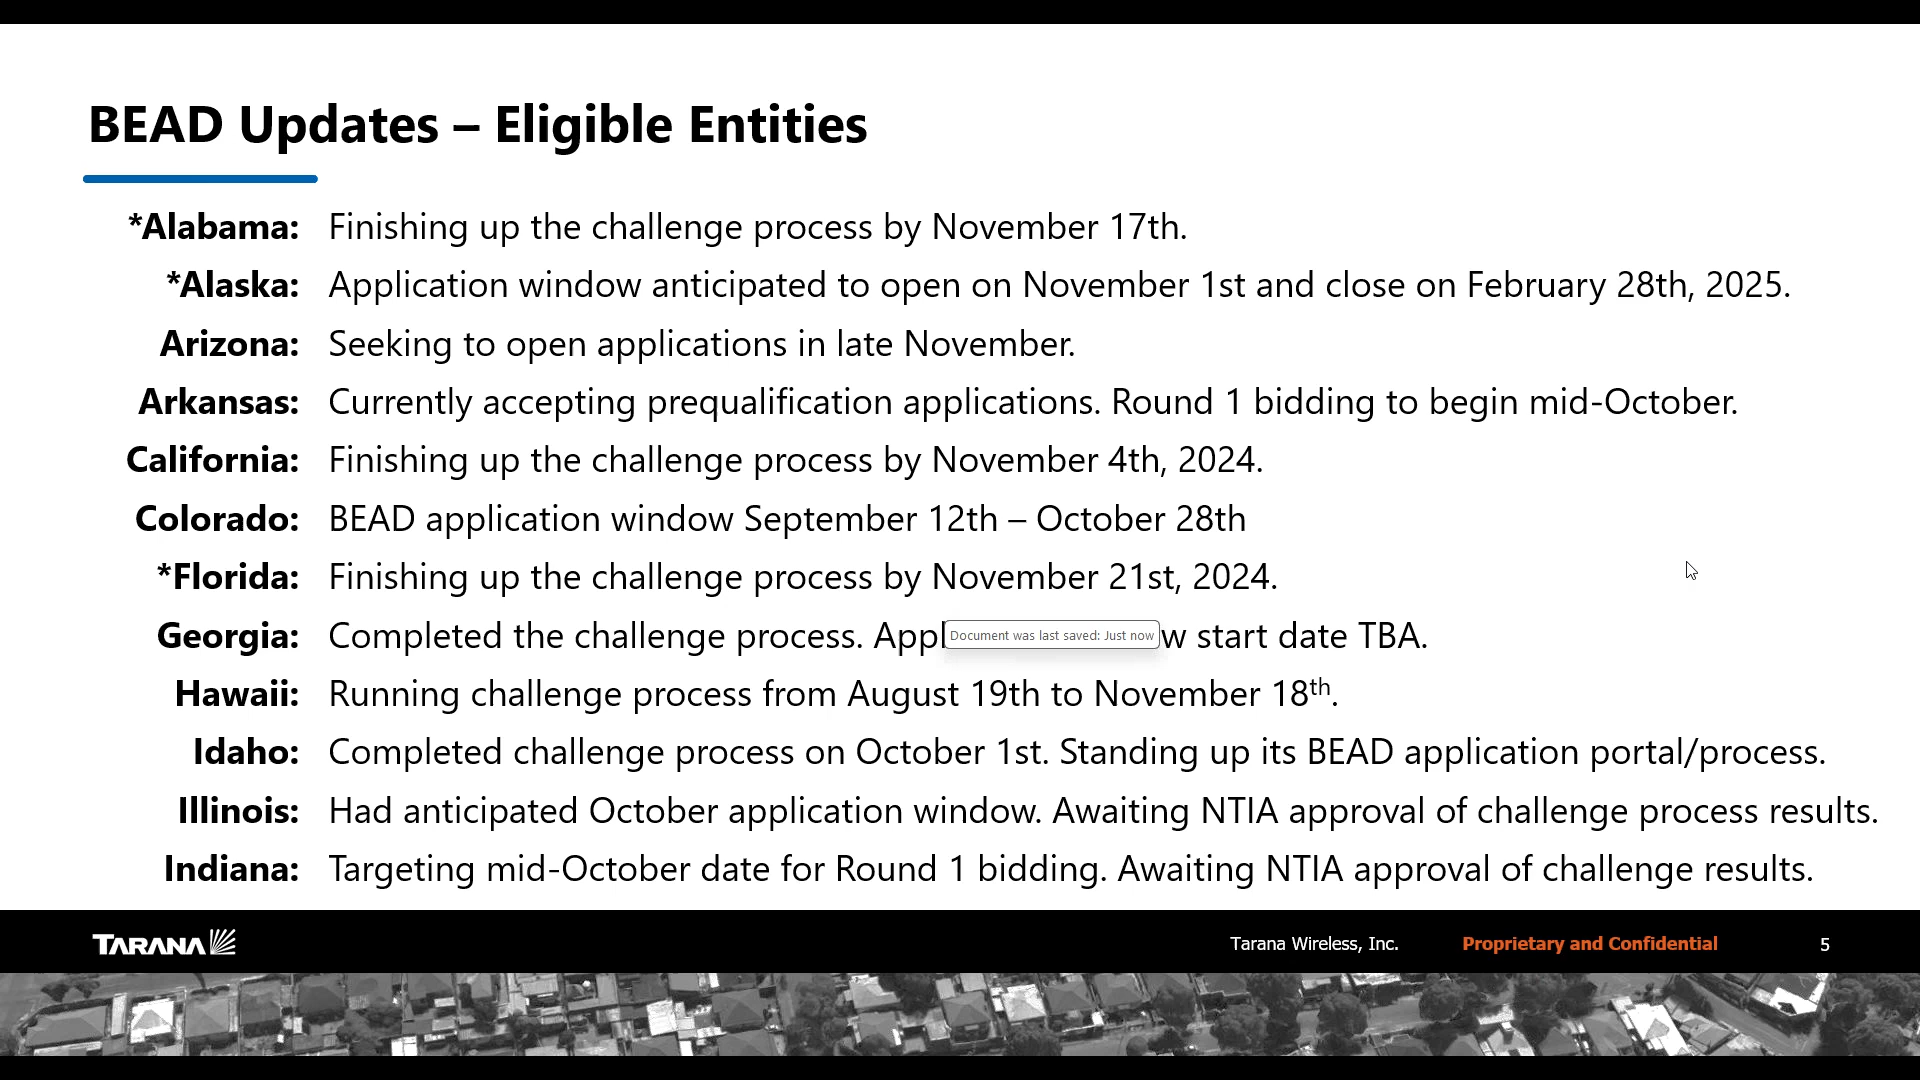 BEAD Updates – Eligible Entities
*Alabama: Finishing up the challenge process by November 17th.
*Alaska: Application window anticipated to open on November 1st and close on February 28th, 2025.
Arizona: Seeking to open applications in late November.
Arkansas: Currently accepting prequalification applications. Round 1 bidding to begin mid-October.
California: Finishing up the challenge process by November 4th, 2024.
Colorado: BEAD application window September 12th – October 28th
*Florida: Finishing up the challenge process by November 21st, 2024.
Georgia: Completed the challenge process. start date TBA.
Document was last saved: Just now
Hawaii: Running challenge process from August 19th to November 18th.
Idaho: Completed challenge process on October 1st. Standing up its BEAD application portal/process.
Illinois: Had anticipated October application window. Awaiting NTIA approval of challenge process results.
Indiana: Targeting mid-October date for Round 1 bidding. Awaiting NTIA approval of challenge results.
TARANA Tarana Wireless, Inc. Proprietary and Confidential 5